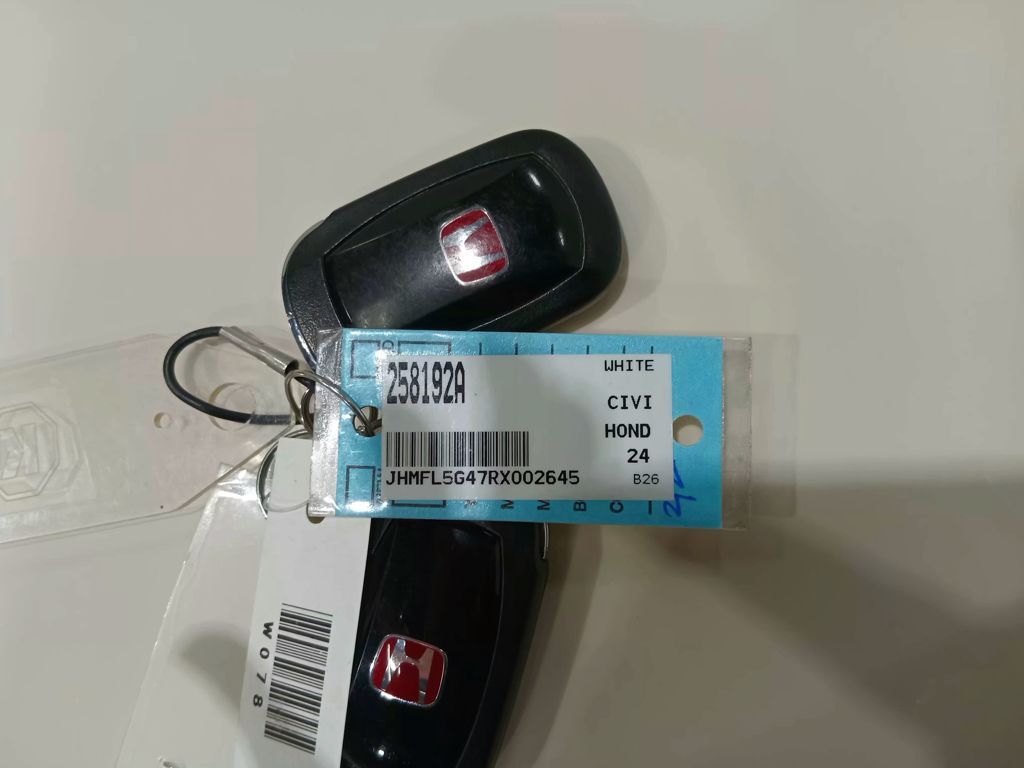 258192A
WHITE
CIVI
HOND
24
JHMFL5G47RX002645
B26
W078